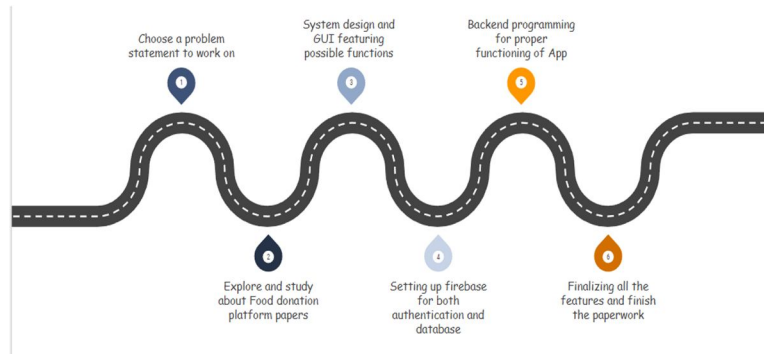 Choose a problem
statement to work on
1
2
Explore and study
about Food donation
platform papers
System design and
GUI featuring
possible functions
3
4
Setting up firebase
for both
authentication and
database
Backend programming
for proper
functioning of App
5
6
Finalizing all the
features and finish
the paperwork